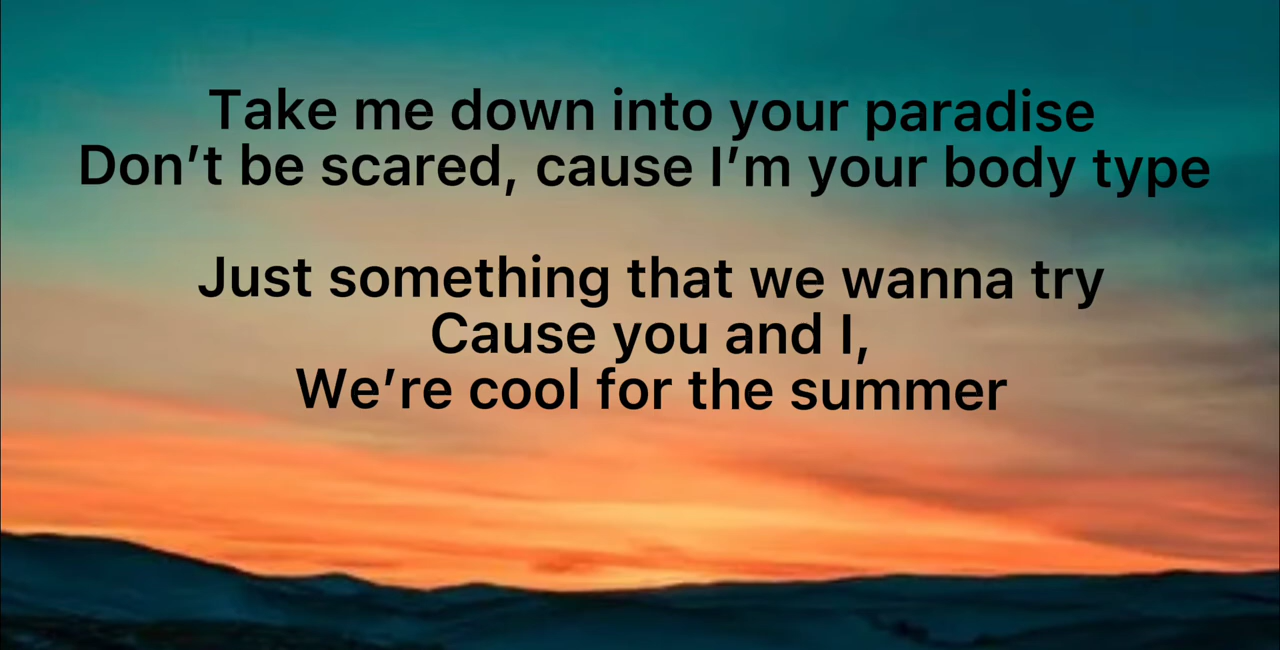 Take me down into your paradise
Don’t be scared, cause I’m your body type
Just something that we wanna try
Cause you and I,
We’re cool for the summer